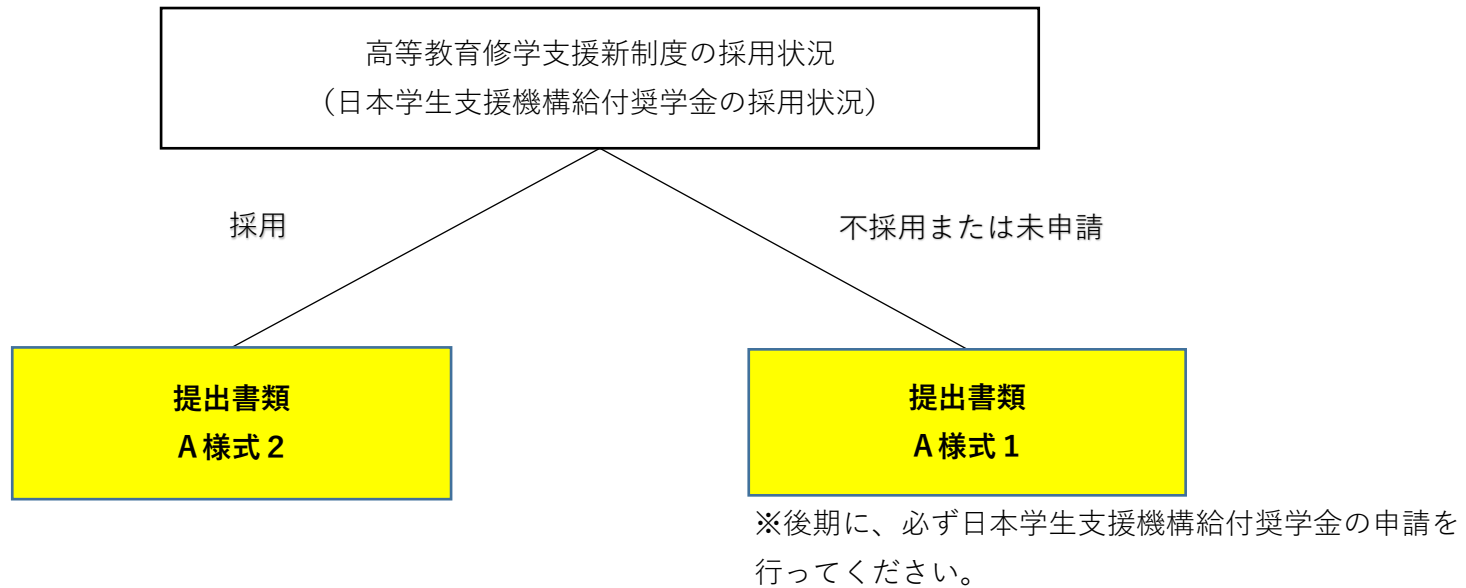 高等教育修学支援新制度の採用状況
（日本学生支援機構給付奨学金の採用状況）
採用
不採用または未申請
提出書類
A様式２
提出書類
A様式１
※後期に、必ず日本学生支援機構給付奨学金の申請を
行ってください。